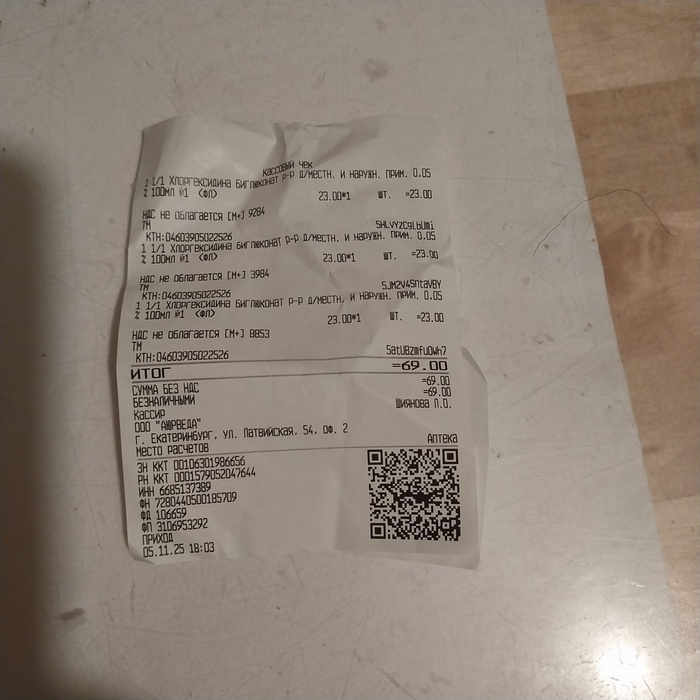 Кассовый чек
1 1/1 Хлоргексидина биглюконат р-р д/местн. и наружн. прим. 0,05
% 100мл №1 (Фл) 23.00*1 шт. =23.00
НДС не облагается [М+] 9284
ТМ SHLVYzCgLbUmi
КТН:04603905022526
1 1/1 Хлоргексидина биглюконат р-р д/местн. и наружн. прим. 0,05
% 100мл №1 (Фл) 23.00*1 шт. =23.00
НДС не облагается [М+] 3984
ТМ SJM2V4SntaVBY
КТН:04603905022526
1 1/1 Хлоргексидина биглюконат р-р д/местн. и наружн. прим. 0,05
% 100мл №1 (Фл) 23.00*1 шт. =23.00
НДС не облагается [М+] 8853
ТМ
КТН:04603905022526
ИТОГ =69.00
СУММА БЕЗ НДС =69.00
БЕЗНАЛИЧНЫМИ =69.00
Кассир Шиянова Л.О.
ООО "АЮРВЕДА"
г. Екатеринбург, ул. Латвийская, 54, оф. 2
Место расчетов Аптека
ЗН ККТ 00106301986656
РН ККТ 0001579052047644
ИНН 6685137389
ФН 7280440500185709
ФД 106659
ФП 3106953292
ПРИХОД
05.11.25 18:03